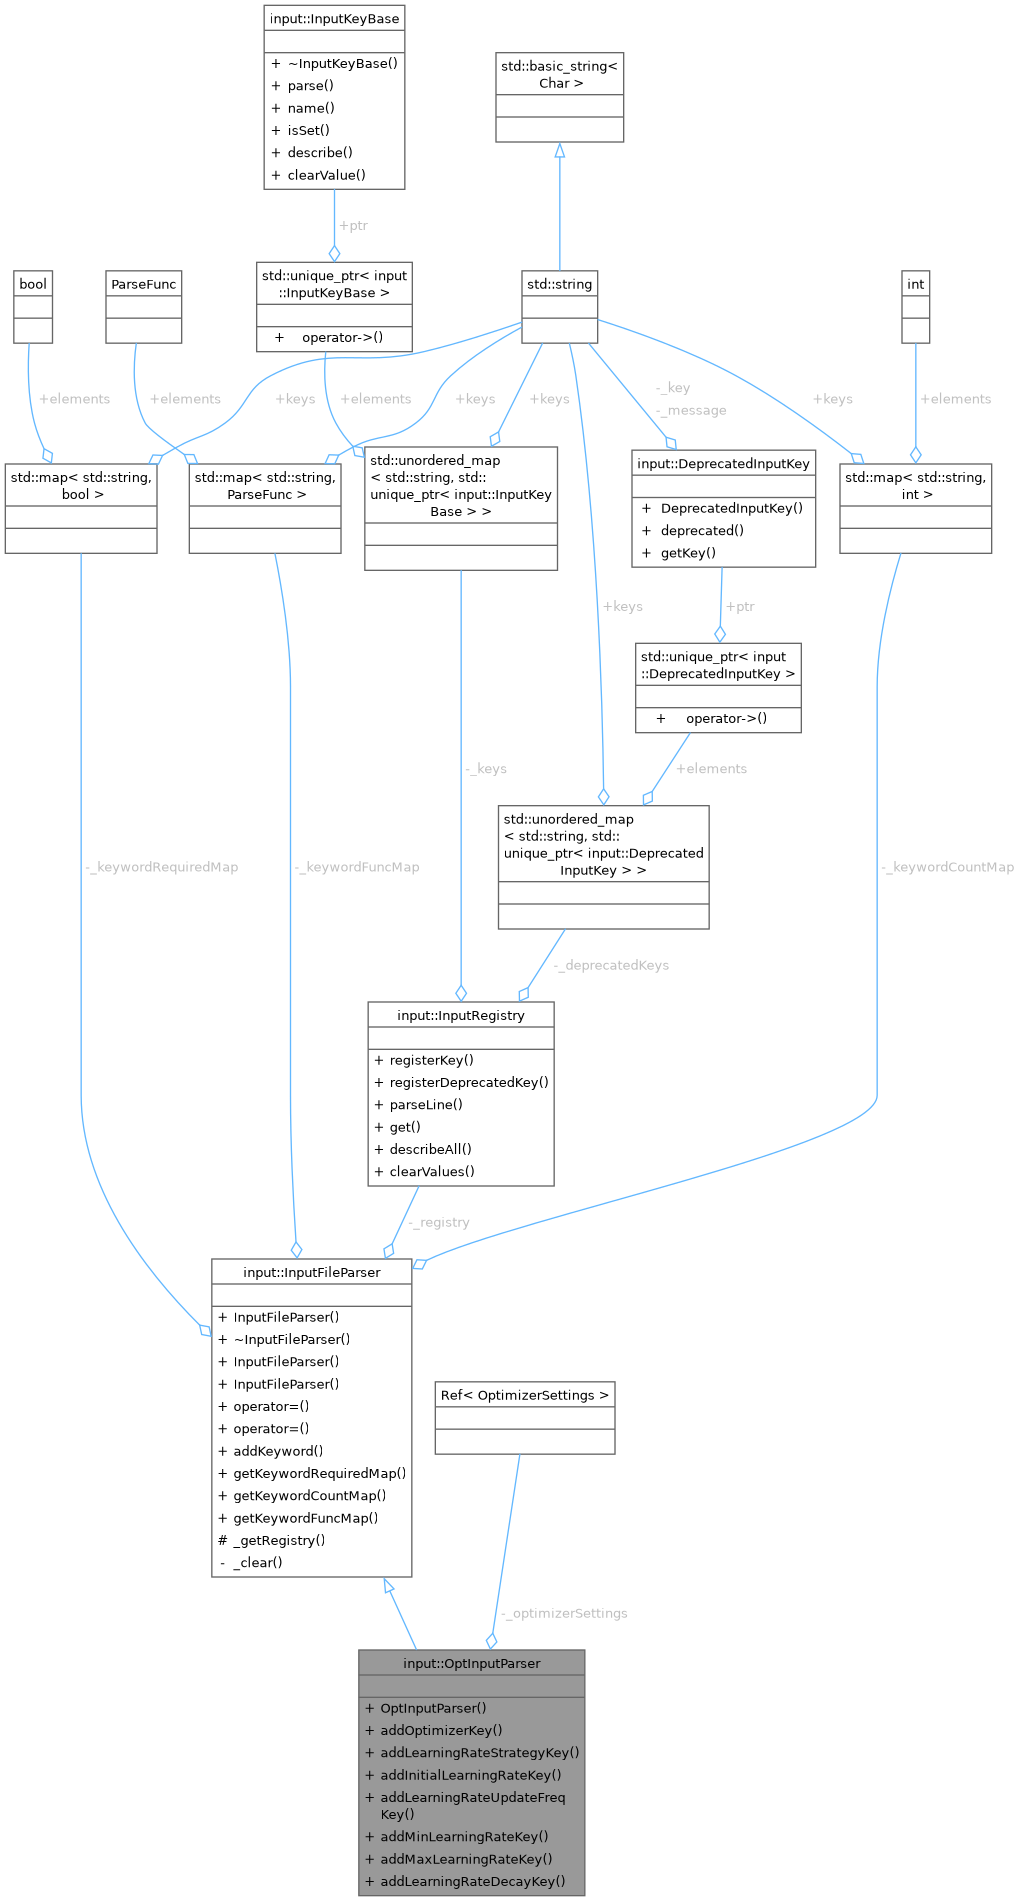 input::InputKeyBase
+ ~InputKeyBase()
+ parse()
+ name()
+ isSet()
+ describe()
+ clearValue()
std::basic_string<
Char >
+ptr
bool
ParseFunc
std::unique_ptr< input
::InputKeyBase >
+ operator->()
std::string
int
+elements
+elements
+keys
+elements
+keys
+keys
-_key
-_message
+keys
+elements
std::map< std::string,
bool >
std::map< std::string,
ParseFunc >
std::unordered_map
< std::string, std::
unique_ptr< input::InputKey
Base > >
input::DeprecatedInputKey
+ DeprecatedInputKey()
+ deprecated()
+ getKey()
std::map< std::string,
int >
+keys
+ptr
std::unique_ptr< input
::DeprecatedInputKey >
+ operator->()
-_keys
+elements
std::unordered_map
< std::string, std::
unique_ptr< input::Deprecated
InputKey > >
-_keywordRequiredMap
-_keywordFuncMap
-_keywordCountMap
-_deprecatedKeys
input::InputRegistry
+ registerKey()
+ registerDeprecatedKey()
+ parseLine()
+ get()
+ describeAll()
+ clearValues()
-_registry
input::InputFileParser
+ InputFileParser()
+ ~InputFileParser()
+ InputFileParser()
+ InputFileParser()
+ operator=()
+ operator=()
+ addKeyword()
+ getKeywordRequiredMap()
+ getKeywordCountMap()
+ getKeywordFuncMap()
# _getRegistry()
- _clear()
Ref< OptimizerSettings >
-_optimizerSettings
input::OptInputParser
+ OptInputParser()
+ addOptimizerKey()
+ addLearningRateStrategyKey()
+ addInitialLearningRateKey()
+ addLearningRateUpdateFreq
Key()
+ addMinLearningRateKey()
+ addMaxLearningRateKey()
+ addLearningRateDecayKey()